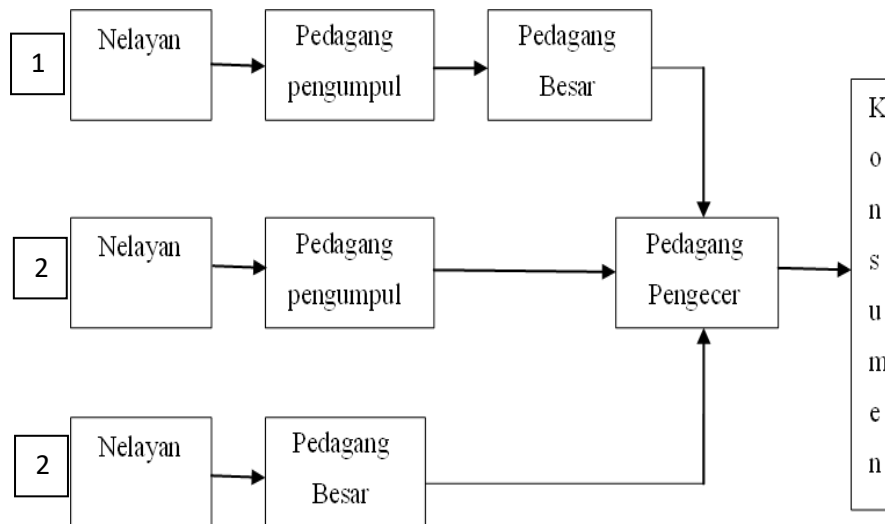 1
Nelayan
Pedagang
pengumpul
Pedagang
Besar
2
Nelayan
Pedagang
pengumpul
Pedagang
Pengecer
2
Nelayan
Pedagang
Besar
K
o
n
s
u
m
e
n